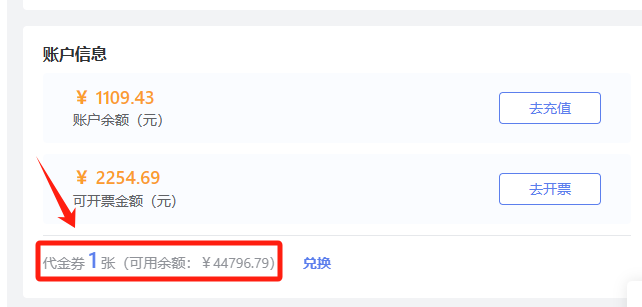 账户信息
￥ 1109.43
账户余额（元）
去充值
￥ 2254.69
可开票金额（元）
去开票
代金券1张（可用余额：￥44796.79） 兑换